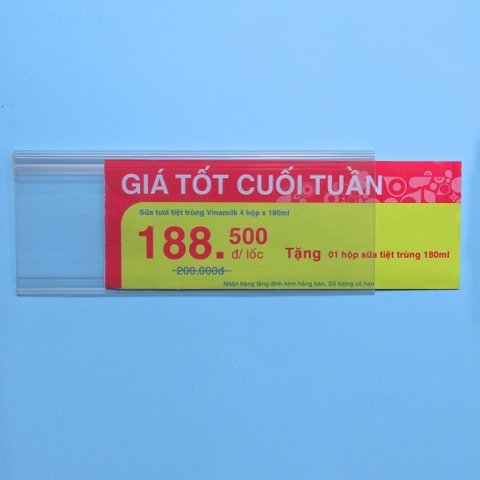 GIÁ TỐT CUỐI TUẦN
Sữa tươi tiệt trùng Vinamilk 4 hộp x 180ml
188.500
đ/ lốc
200.000đ
Tặng 01 hộp sữa tiệt trùng 180ml
Nhận hàng tặng đính kèm hàng bán. Số lượng có hạn